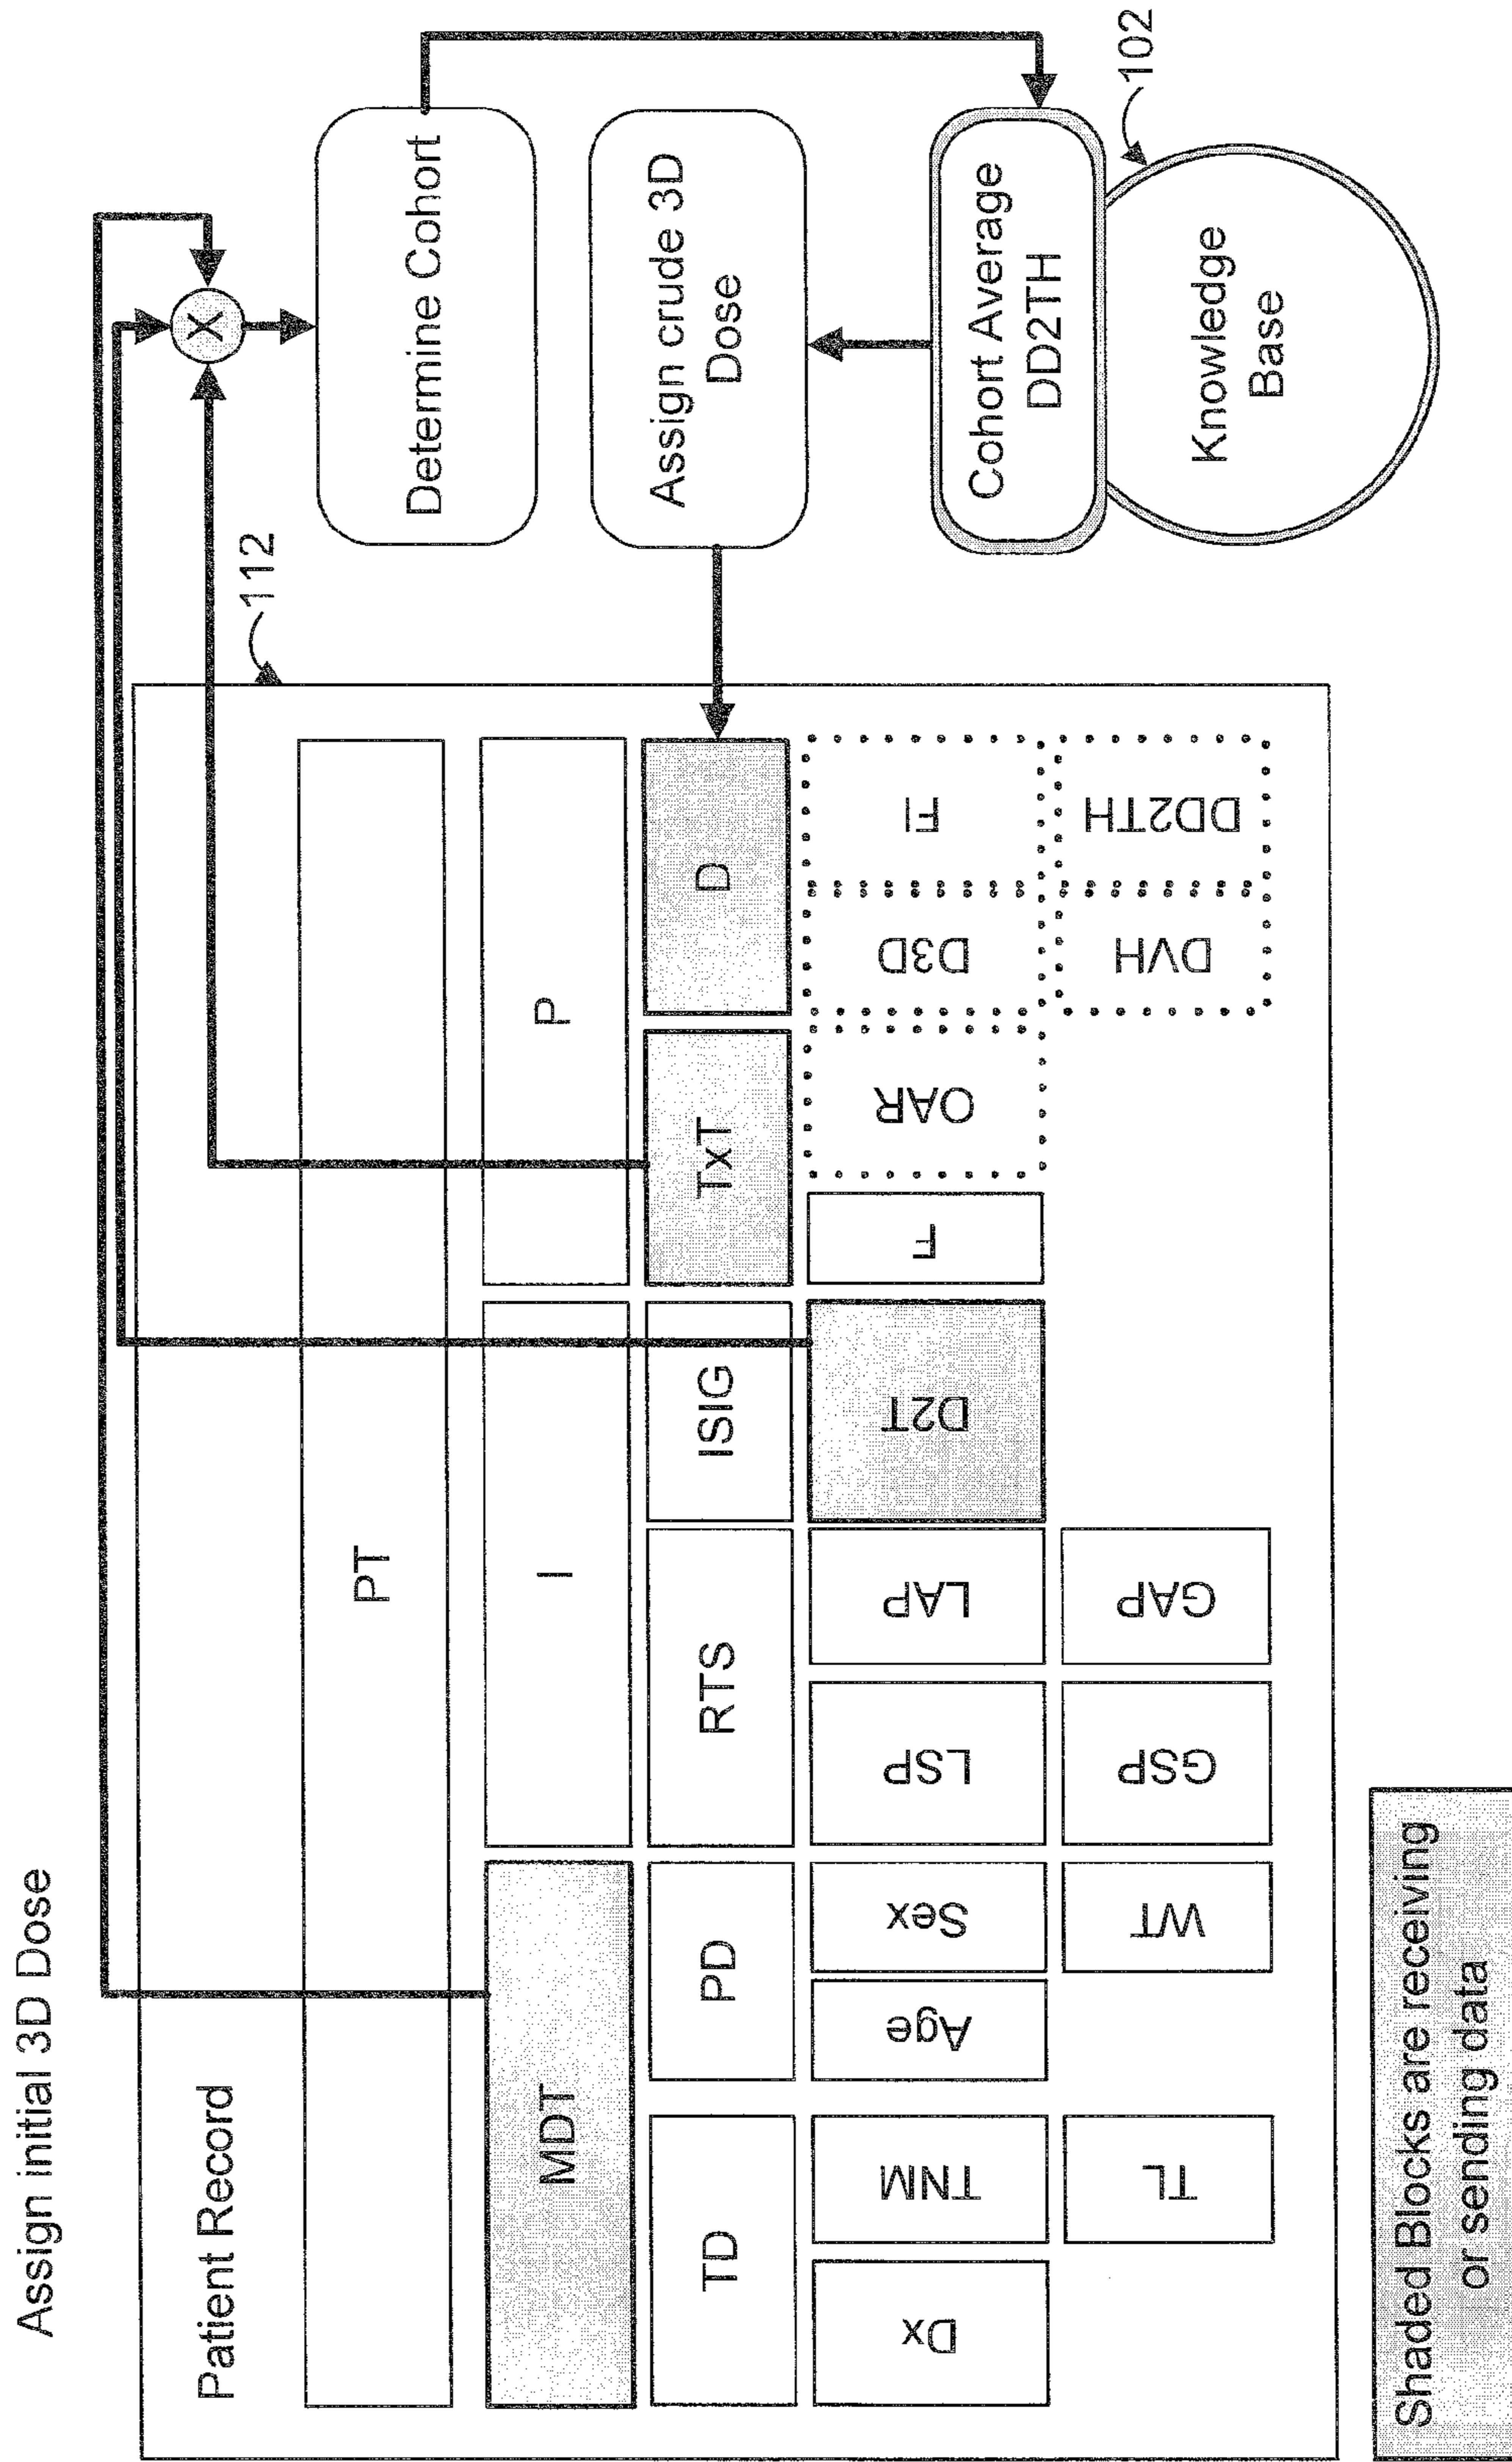 Assign initial 3D Dose
Patient Record
112
PT
MDT
I
P
TD
PD
RTS
ISIG
TxT
D
Dx
TNM
Age
Sex
LSP
LAP
D2T
F
OAR
D3D
FI
TL
WT
GSP
GAP
DVH
DD2TH
X
Determine Cohort
Assign crude 3D
Dose
Cohort Average
DD2TH
102
Knowledge
Base
Shaded Blocks are receiving
or sending data